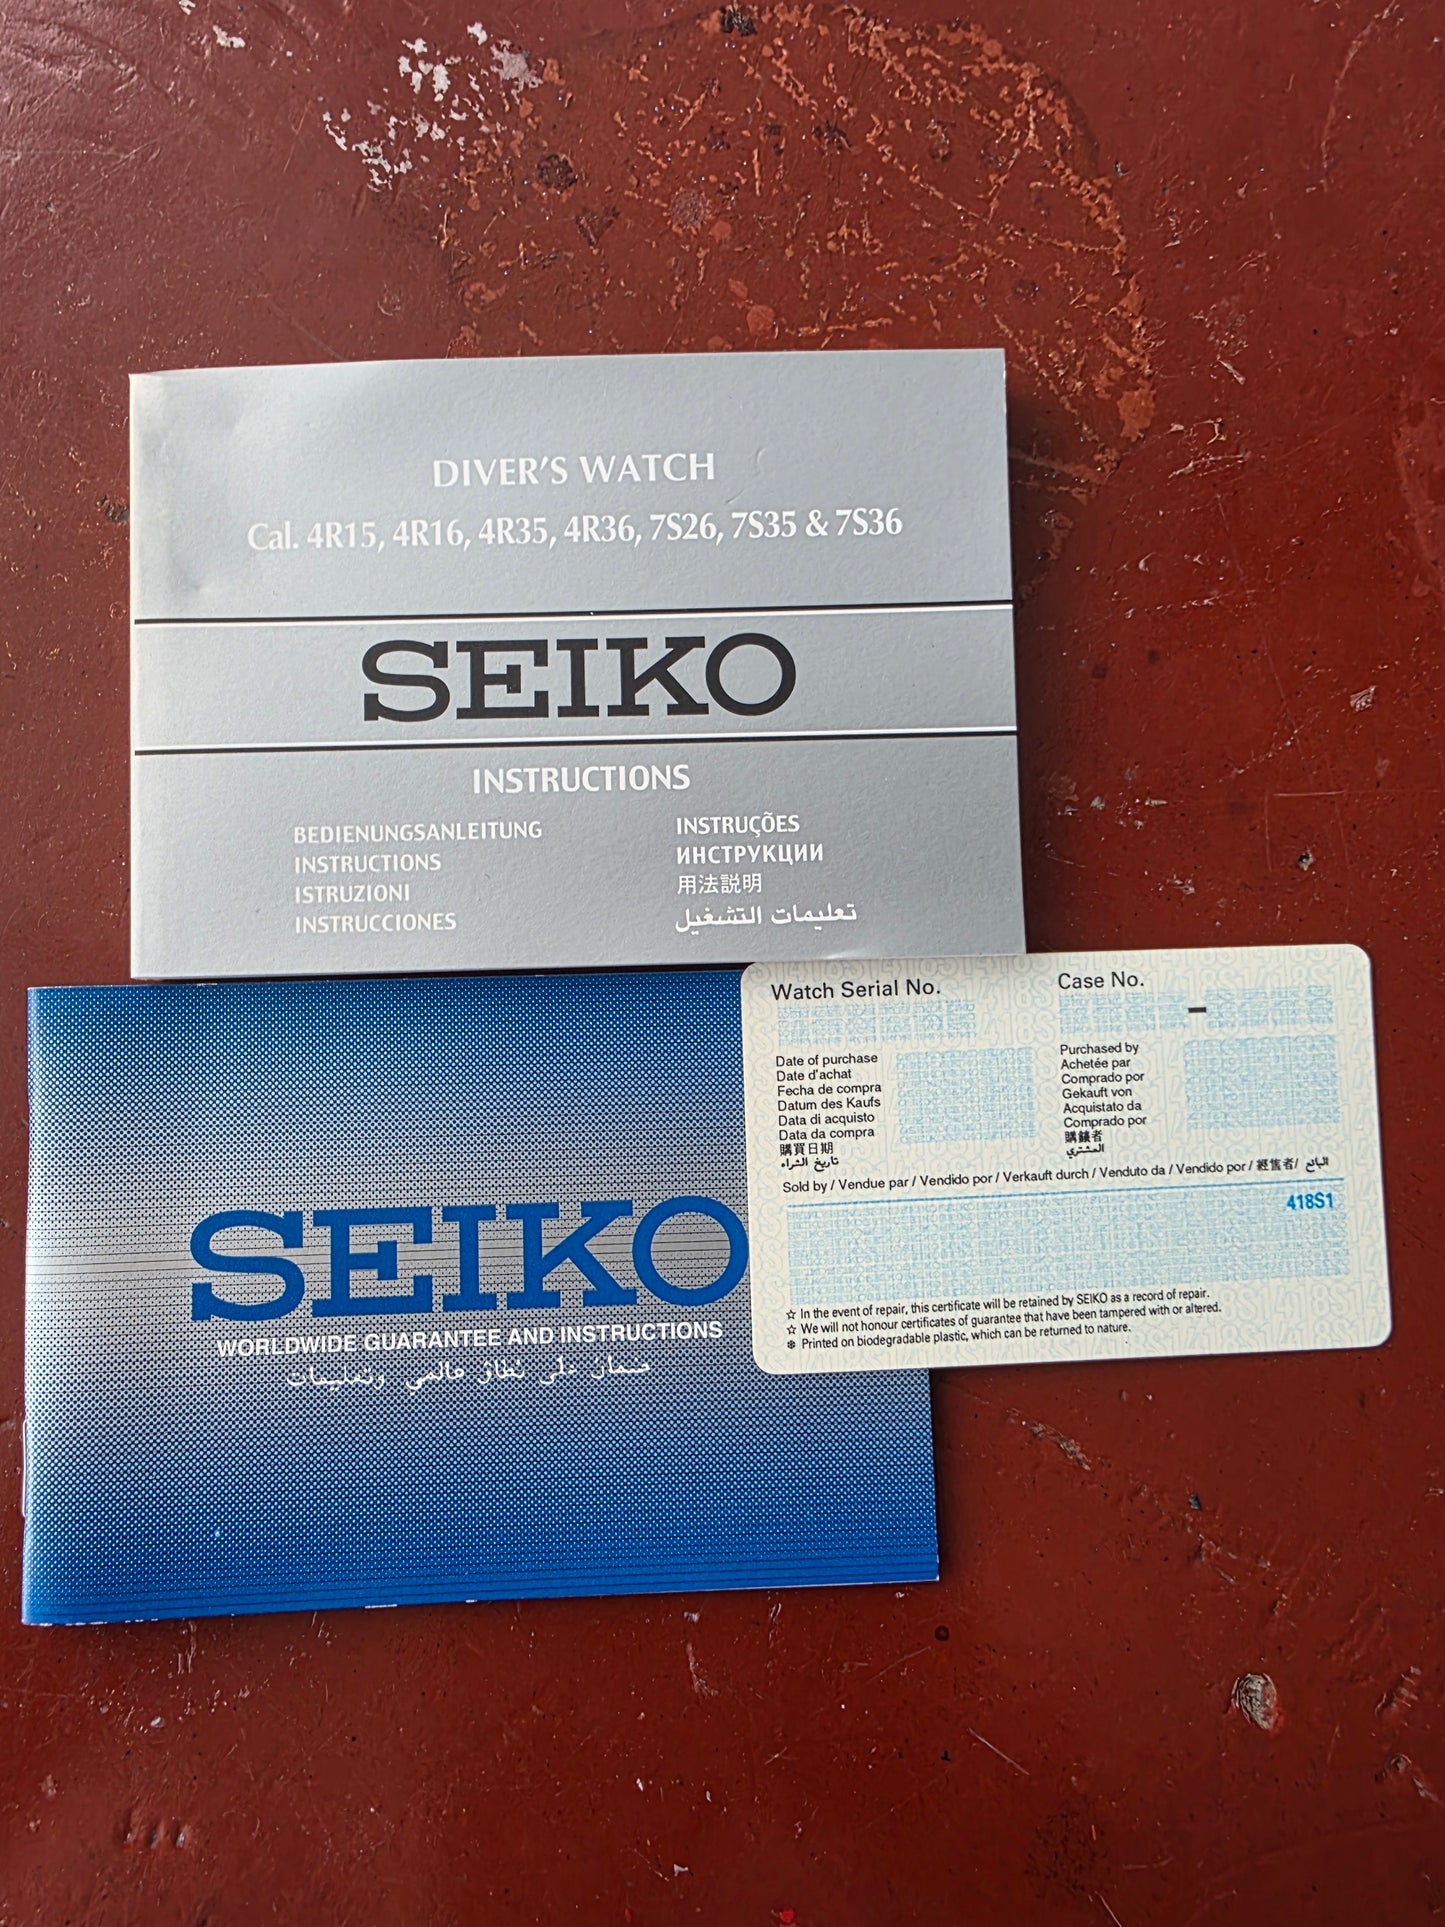 DIVER'S WATCH
Cal. 4R15, 4R16, 4R35, 4R36, 7S26, 7S35 & 7S36
SEIKO
INSTRUCTIONS
BEDIENUNGSANLEITUNG
INSTRUCTIONS
ISTRUZIONI
INSTRUCCIONES
INSTRUÇÕES
ИНСТРУКЦИИ
用法説明
تعليمات التشغيل
SEIKO
WORLDWIDE GUARANTEE AND INSTRUCTIONS
ضمان على نطاق عالمي وتعليمات
Watch Serial No.
Case No.
-
Date of purchase
Date d'achat
Fecha de compra
Datum des Kaufs
Data di acquisto
Data da compra
購買日期
تاريخ الشراء
Purchased by
Achetée par
Comprado por
Gekauft von
Acquistato da
Comprado por
المشتري
Sold by / Vendue par / Vendido por / Verkauft durch / Venduto da / Vendido por / 經售者 / البائع
418S1
☆ In the event of repair, this certificate will be retained by SEIKO as a record of repair.
☆ We will not honour certificates of guarantee that have been tampered with or altered.
❄ Printed on biodegradable plastic, which can be returned to nature.